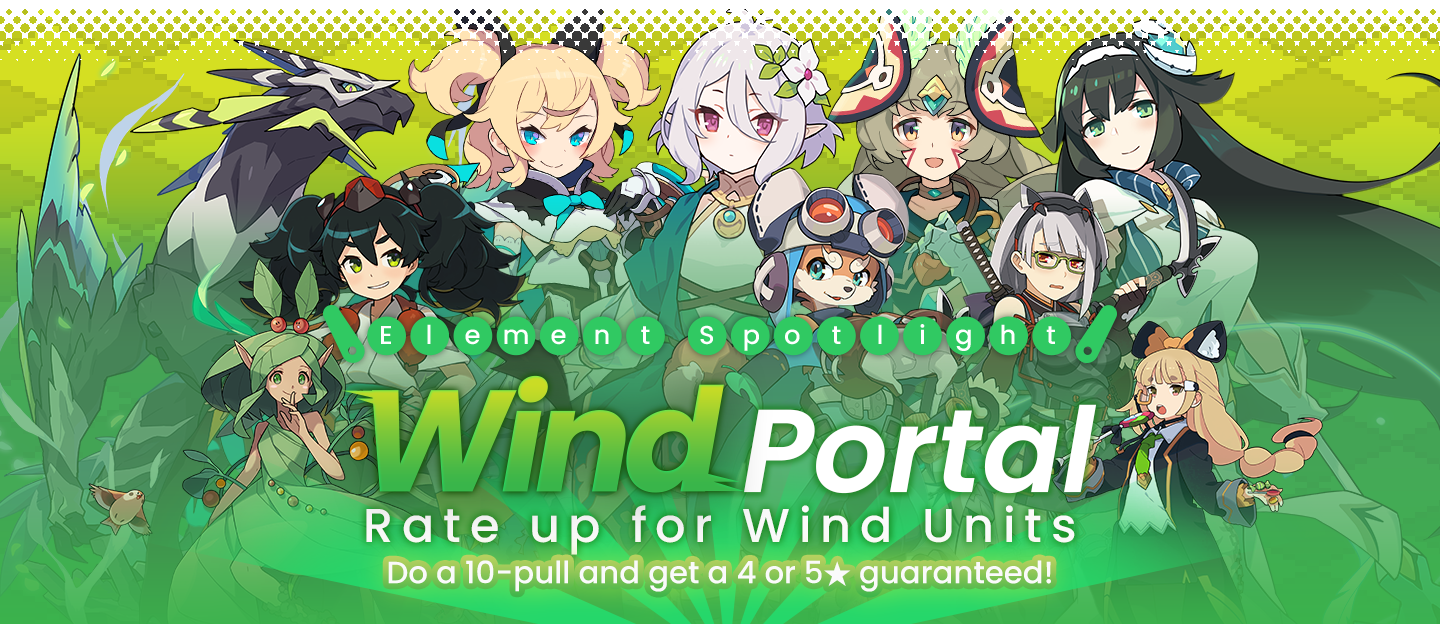 Element Spotlight
Wind Portal
Rate up for Wind Units
Do a 10-pull and get a 4 or 5★ guaranteed!